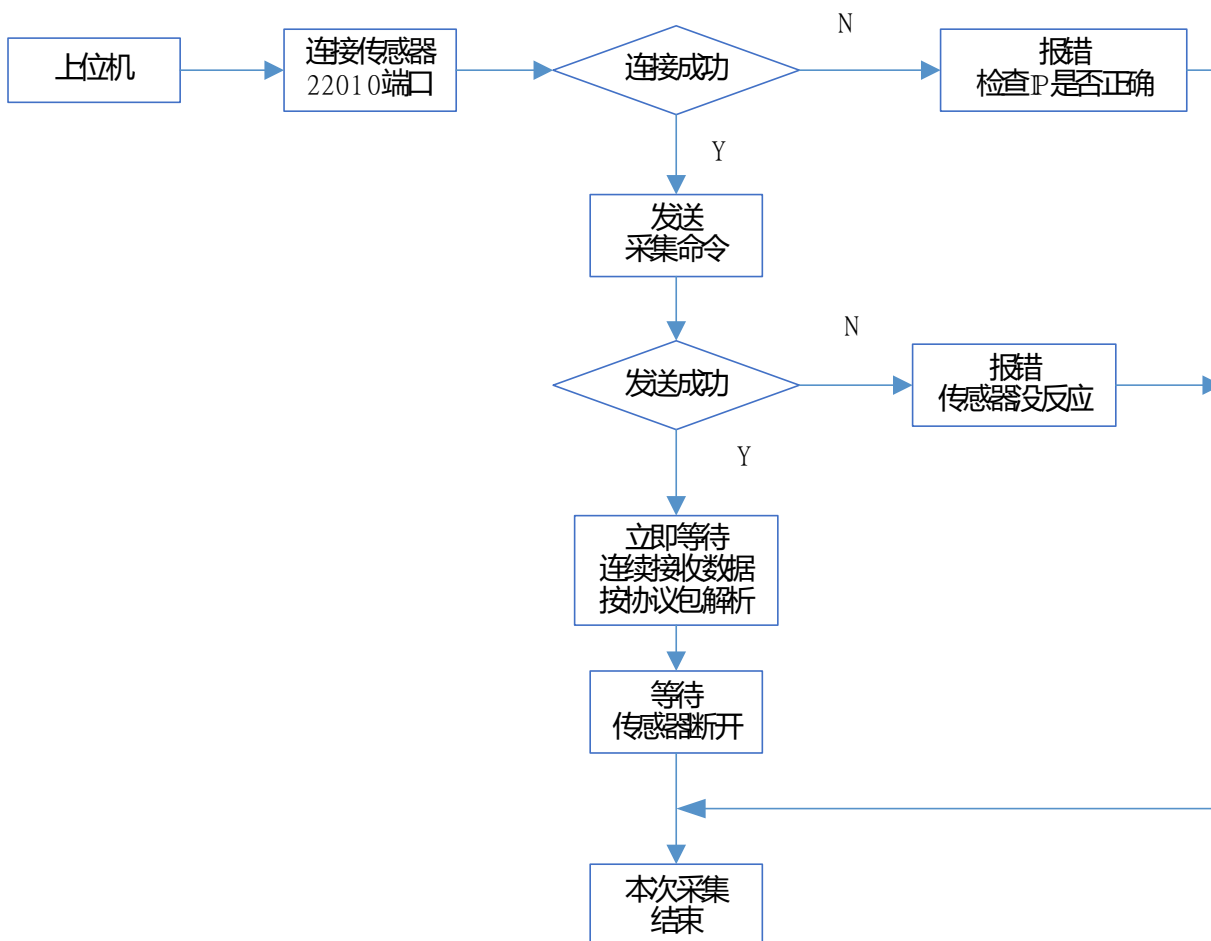 上位机
连接传感器
22010端口
连接成功
N
报错
检查IP是否正确
Y
发送
采集命令
发送成功
N
报错
传感器没反应
Y
立即等待
连续接收数据
按协议包解析
等待
传感器断开
本次采集
结束